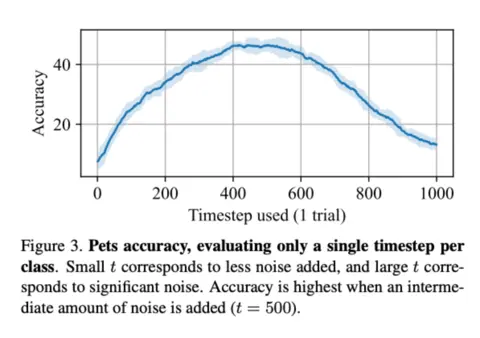 Accuracy
40
20
0 200 400 600 800 1000
Timestep used (1 trial)
Figure 3. Pets accuracy, evaluating only a single timestep per
class. Small t corresponds to less noise added, and large t corre-
sponds to significant noise. Accuracy is highest when an interme-
diate amount of noise is added (t = 500).